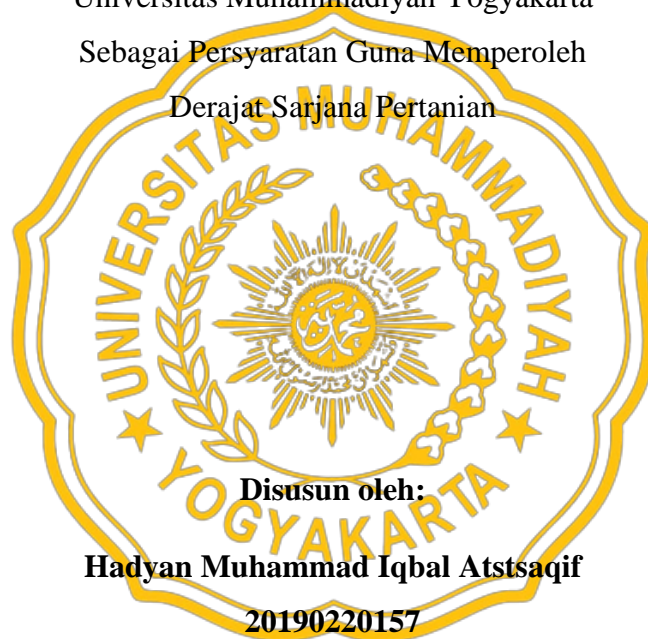 Universitas Muhammadiyah Yogyakarta
Sebagai Persyaratan Guna Memperoleh
Derajat Sarjana Pertanian
UNIVERSITAS MUHAMMADIYAH
YOGYAKARTA
محمد
Disusun oleh:
Hadyan Muhammad Iqbal Atstsaqif
20190220157